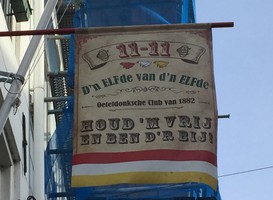 11-11
D'n ELFde van d'n ELFde
Oeteldonksche Club van 1882
HOUD 'M VRIJ
EN BEN D'R BIJ!